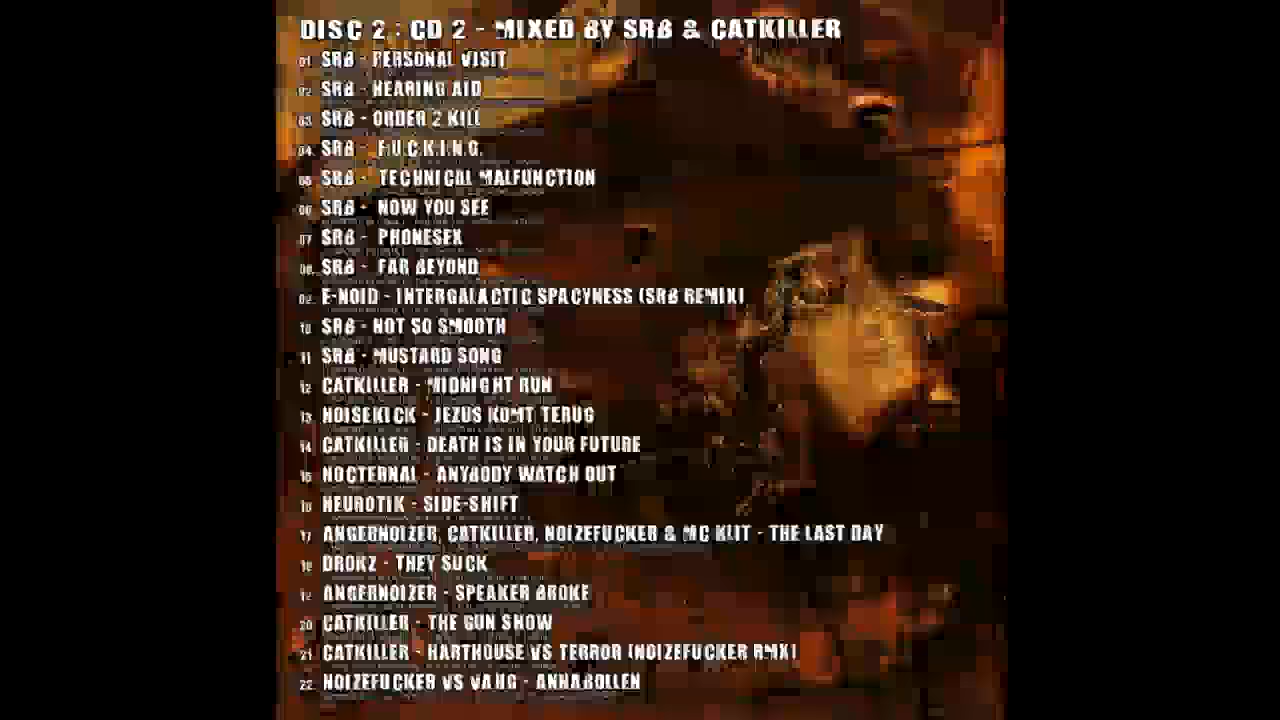 DISC 2 : CD 2 - MIXED BY SRB & CATKILLER
01. SRB - PERSONAL VISIT
02. SRB - HEARING AID
03. SRB - ORDER 2 KILL
04. SRB - F.U.C.K.I.N.G.
05. SRB - TECHNICAL MALFUNCTION
06. SRB - NOW YOU SEE
07. SRB - PHONESEX
08. SRB - FAR BEYOND
09. E-NOID - INTERGALACTIC SPACYNESS (SRB REMIX)
10. SRB - NOT SO SMOOTH
11. SRB - MUSTARD SONG
12. CATKILLER - MIDNIGHT RUN
13. NOISEKICK - JEZUS KOMT TERUG
14. CATKILLER - DEATH IS IN YOUR FUTURE
15. NOCTERNAL - ANYBODY WATCH OUT
16. NEUROTIK - SIDE-SHIFT
17. ANGERNOIZER, CATKILLER, NOIZEFUCKER & MC KLIT - THE LAST DAY
18. DROKZ - THEY SUCK
19. ANGERNOIZER - SPEAKER BROKE
20. CATKILLER - THE GUN SHOW
21. CATKILLER - HARTHOUSE VS TERROR (NOIZEFUCKER RMX)
22. NOIZEFUCKER VS - ANNABOLLEN